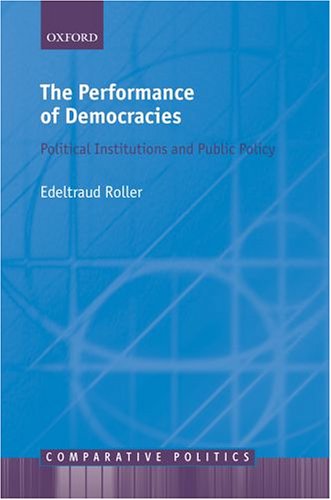 OXFORD
The Performance
of Democracies
Political Institutions and Public Policy
Edeltraud Roller
COMPARATIVE POLITICS